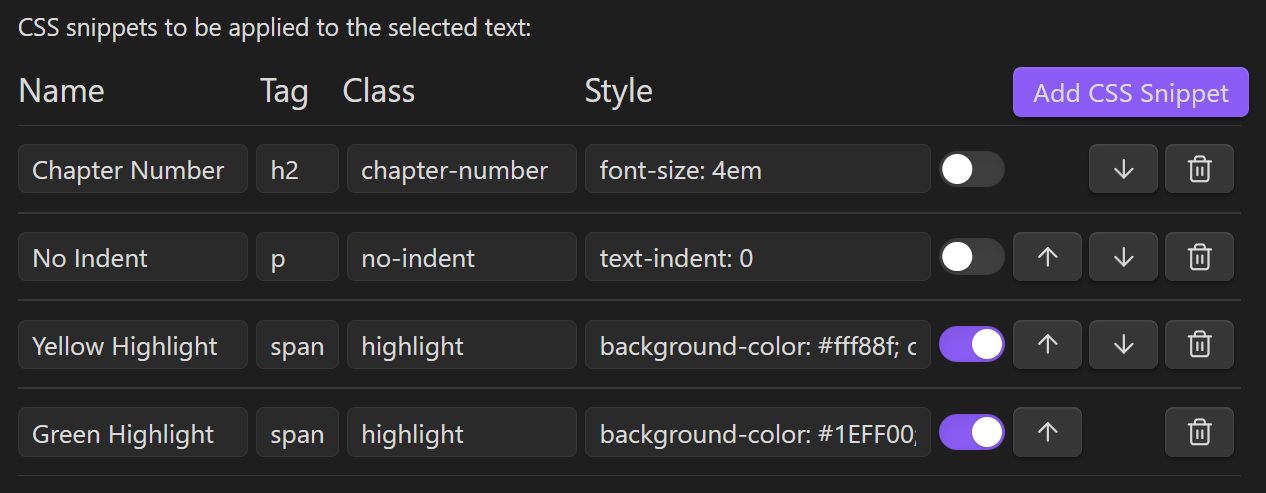 CSS snippets to be applied to the selected text:
Name Tag Class Style Add CSS Snippet
Chapter Number h2 chapter-number font-size: 4em
No Indent p no-indent text-indent: 0
Yellow Highlight span highlight background-color: #fff88f; c
Green Highlight span highlight background-color: #1EFF00;